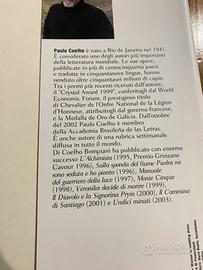 Paulo Coelho è nato a Rio de Janeiro nel 1947.
È considerato uno degli autori più importanti
della letteratura mondiale. Le sue opere,
pubblicate in più di centocinquanta paesi
e tradotte in cinquantanove lingue, hanno
venduto oltre cinquantasei milioni di copie.
Tra i premi più recenti ricevuti dall'autore,
il "Crystal Award 1999", conferitogli dal World
Economic Forum, il prestigioso titolo
di Chevalier de l'Ordre National de la Légion
d'Honneur, attribuitogli dal governo francese,
e la Medalla de Oro de Galicia. Dall'ottobre
del 2002 Paulo Coelho è membro
della Accademia Brasileira de las Letras.
È anche autore di una rubrica settimanale
diffusa in tutto il mondo.
Di Coelho Bompiani ha pubblicato con enorme
successo L'Alchimista (1995, Premio Grinzane
Cavour 1996), Sulla sponda del fiume Piedra mi
sono seduta e ho pianto (1996), Manuale
del guerriero della luce (1997), Monte Cinque
(1998), Veronika decide di morire (1999),
Il Diavolo e la Signorina Prym (2000), Il Cammino
di Santiago (2001) e Undici minuti (2003).
subito.it